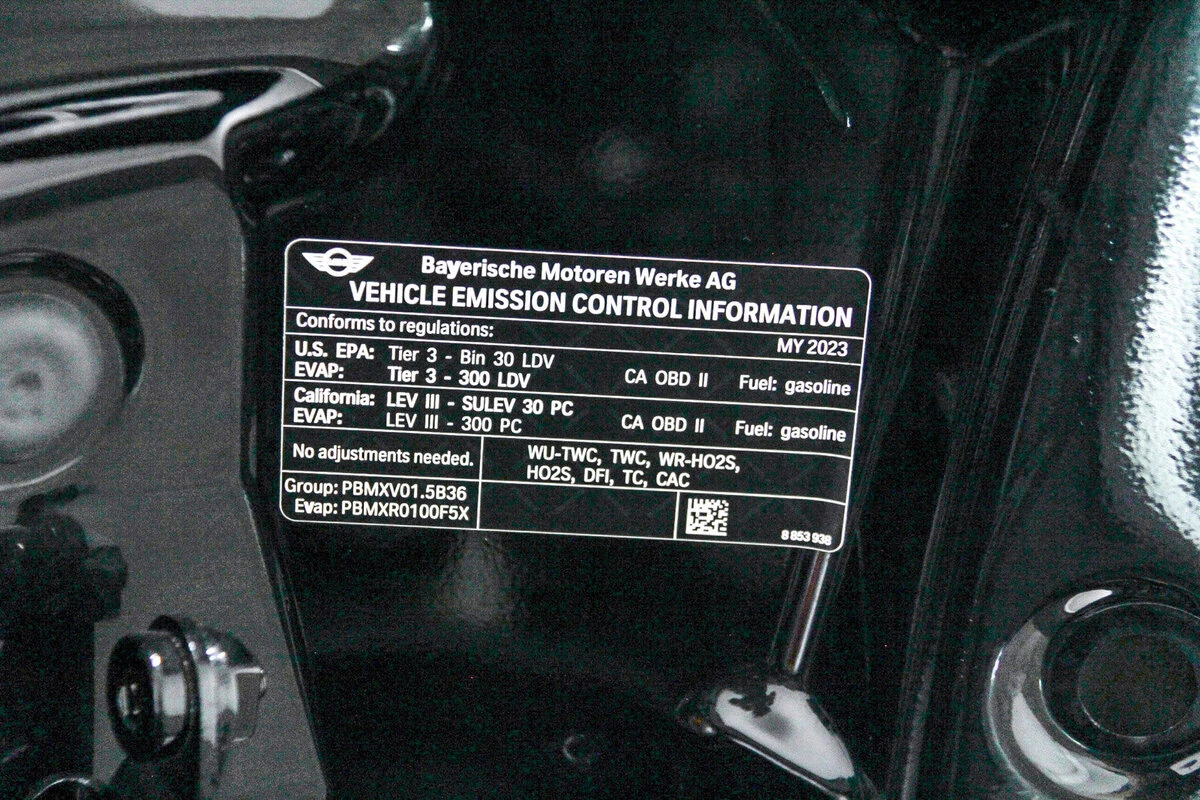 Bayerische Motoren Werke AG
VEHICLE EMISSION CONTROL INFORMATION
Conforms to regulations: MY 2023
U.S. EPA: Tier 3 - Bin 30 LDV
EVAP: Tier 3 - 300 LDV CA OBD II Fuel: gasoline
California: LEV III - SULEV 30 PC
EVAP: LEV III - 300 PC CA OBD II Fuel: gasoline
No adjustments needed. WU-TWC, TWC, WR-HO2S,
HO2S, DFI, TC, CAC
Group: PBMXV01.5B36
Evap: PBMXR0100F5X
8 853 938